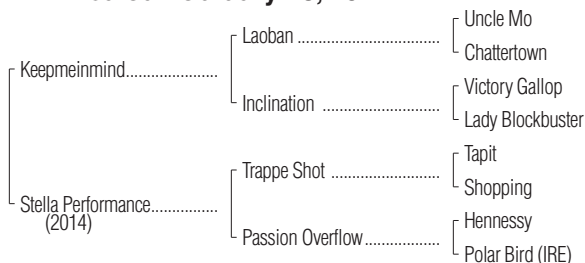 Uncle Mo
Laoban
Chattertown
Keepmeinmind
Victory Gallop
Inclination
Lady Blockbuster
Tapit
Trappe Shot
Shopping
Stella Performance
(2014)
Hennessy
Passion Overflow
Polar Bird (IRE)